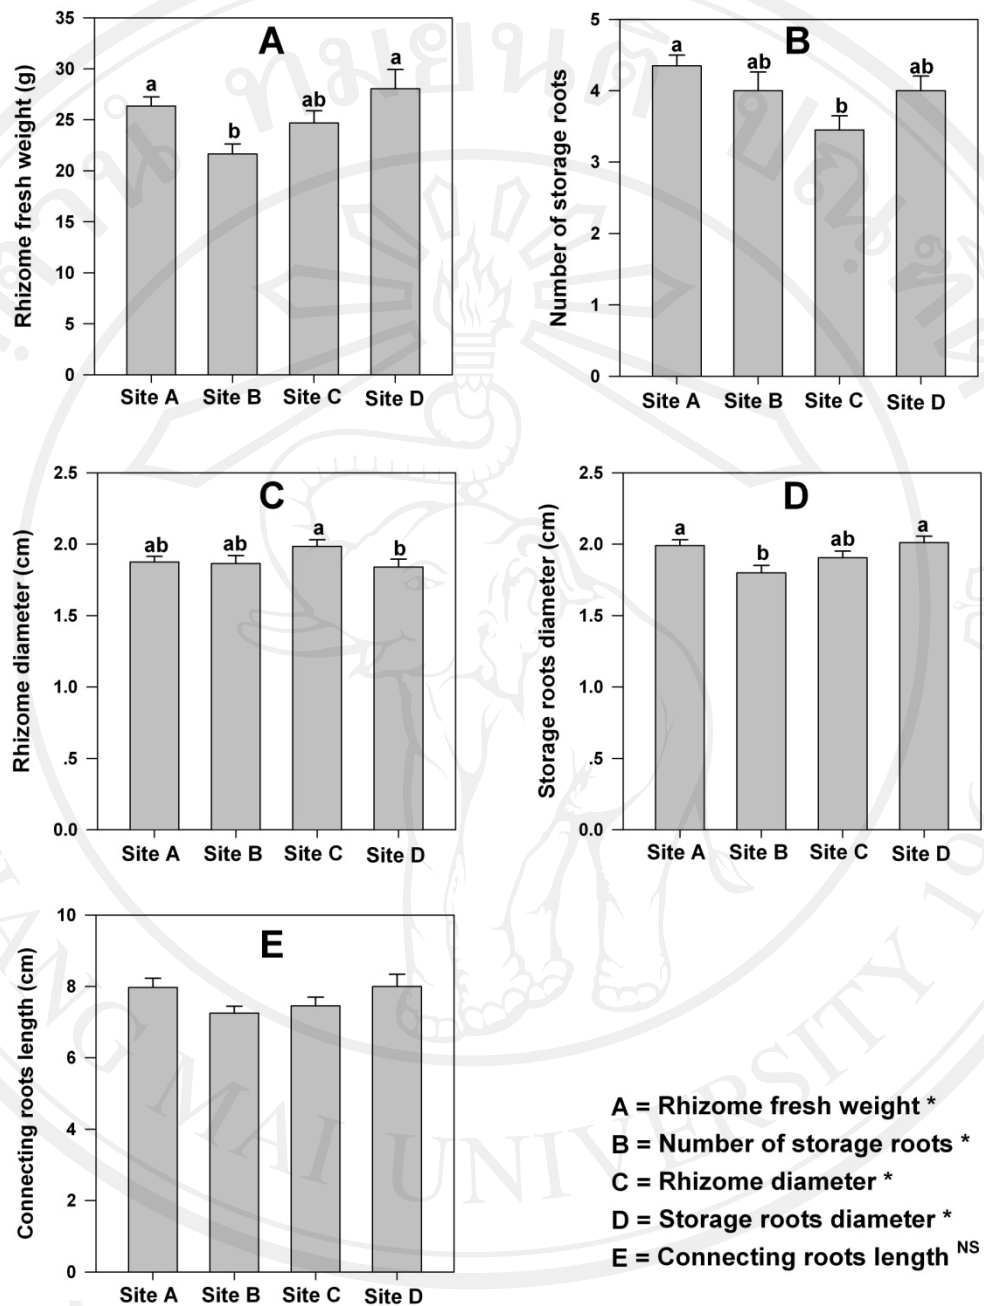 A
Rhizome fresh weight (g)
35
30
25
20
15
10
5
0
a
b
ab
a
Site A Site B Site C Site D
B
Number of storage roots
5
4
3
2
1
0
a
ab
b
ab
Site A Site B Site C Site D
C
Rhizome diameter (cm)
2.5
2.0
1.5
1.0
.5
0.0
ab
ab
a
b
Site A Site B Site C Site D
D
Storage roots diameter (cm)
2.5
2.0
1.5
1.0
.5
0.0
a
b
ab
a
Site A Site B Site C Site D
E
Connecting roots length (cm)
10
8
6
4
2
0
Site A Site B Site C Site D
A = Rhizome fresh weight *
B = Number of storage roots *
C = Rhizome diameter *
D = Storage roots diameter *
E = Connecting roots length NS
MAI UNIVERSITY